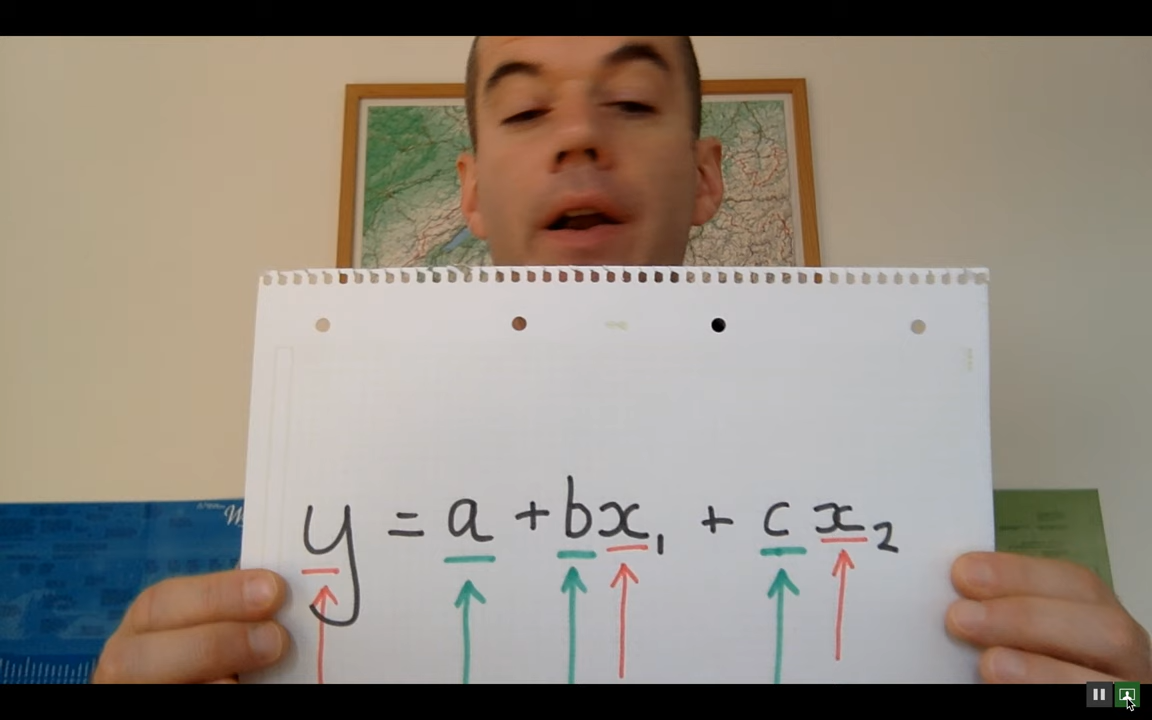 y = a + bx₁ + cx₂